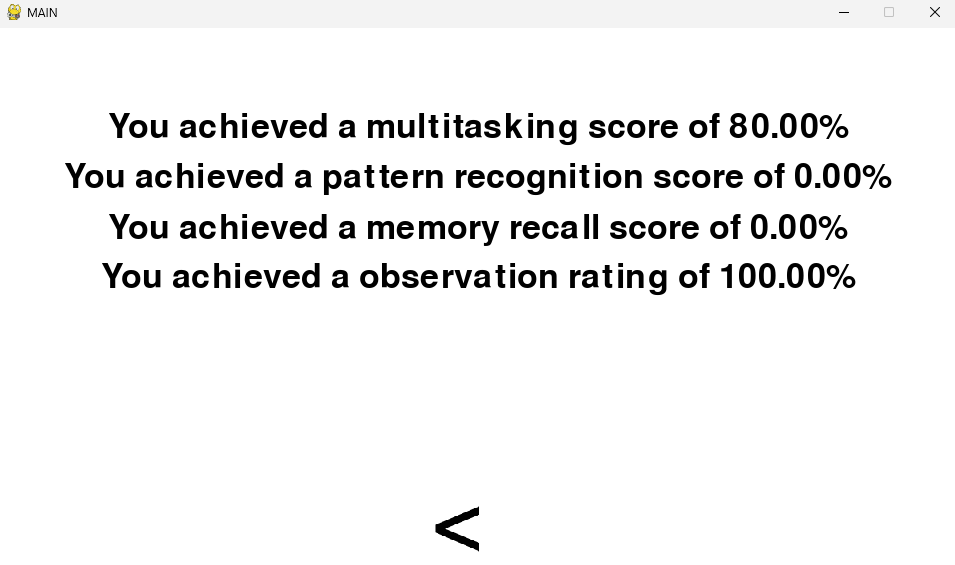 MAIN
You achieved a multitasking score of 80.00%
You achieved a pattern recognition score of 0.00%
You achieved a memory recall score of 0.00%
You achieved a observation rating of 100.00%
<